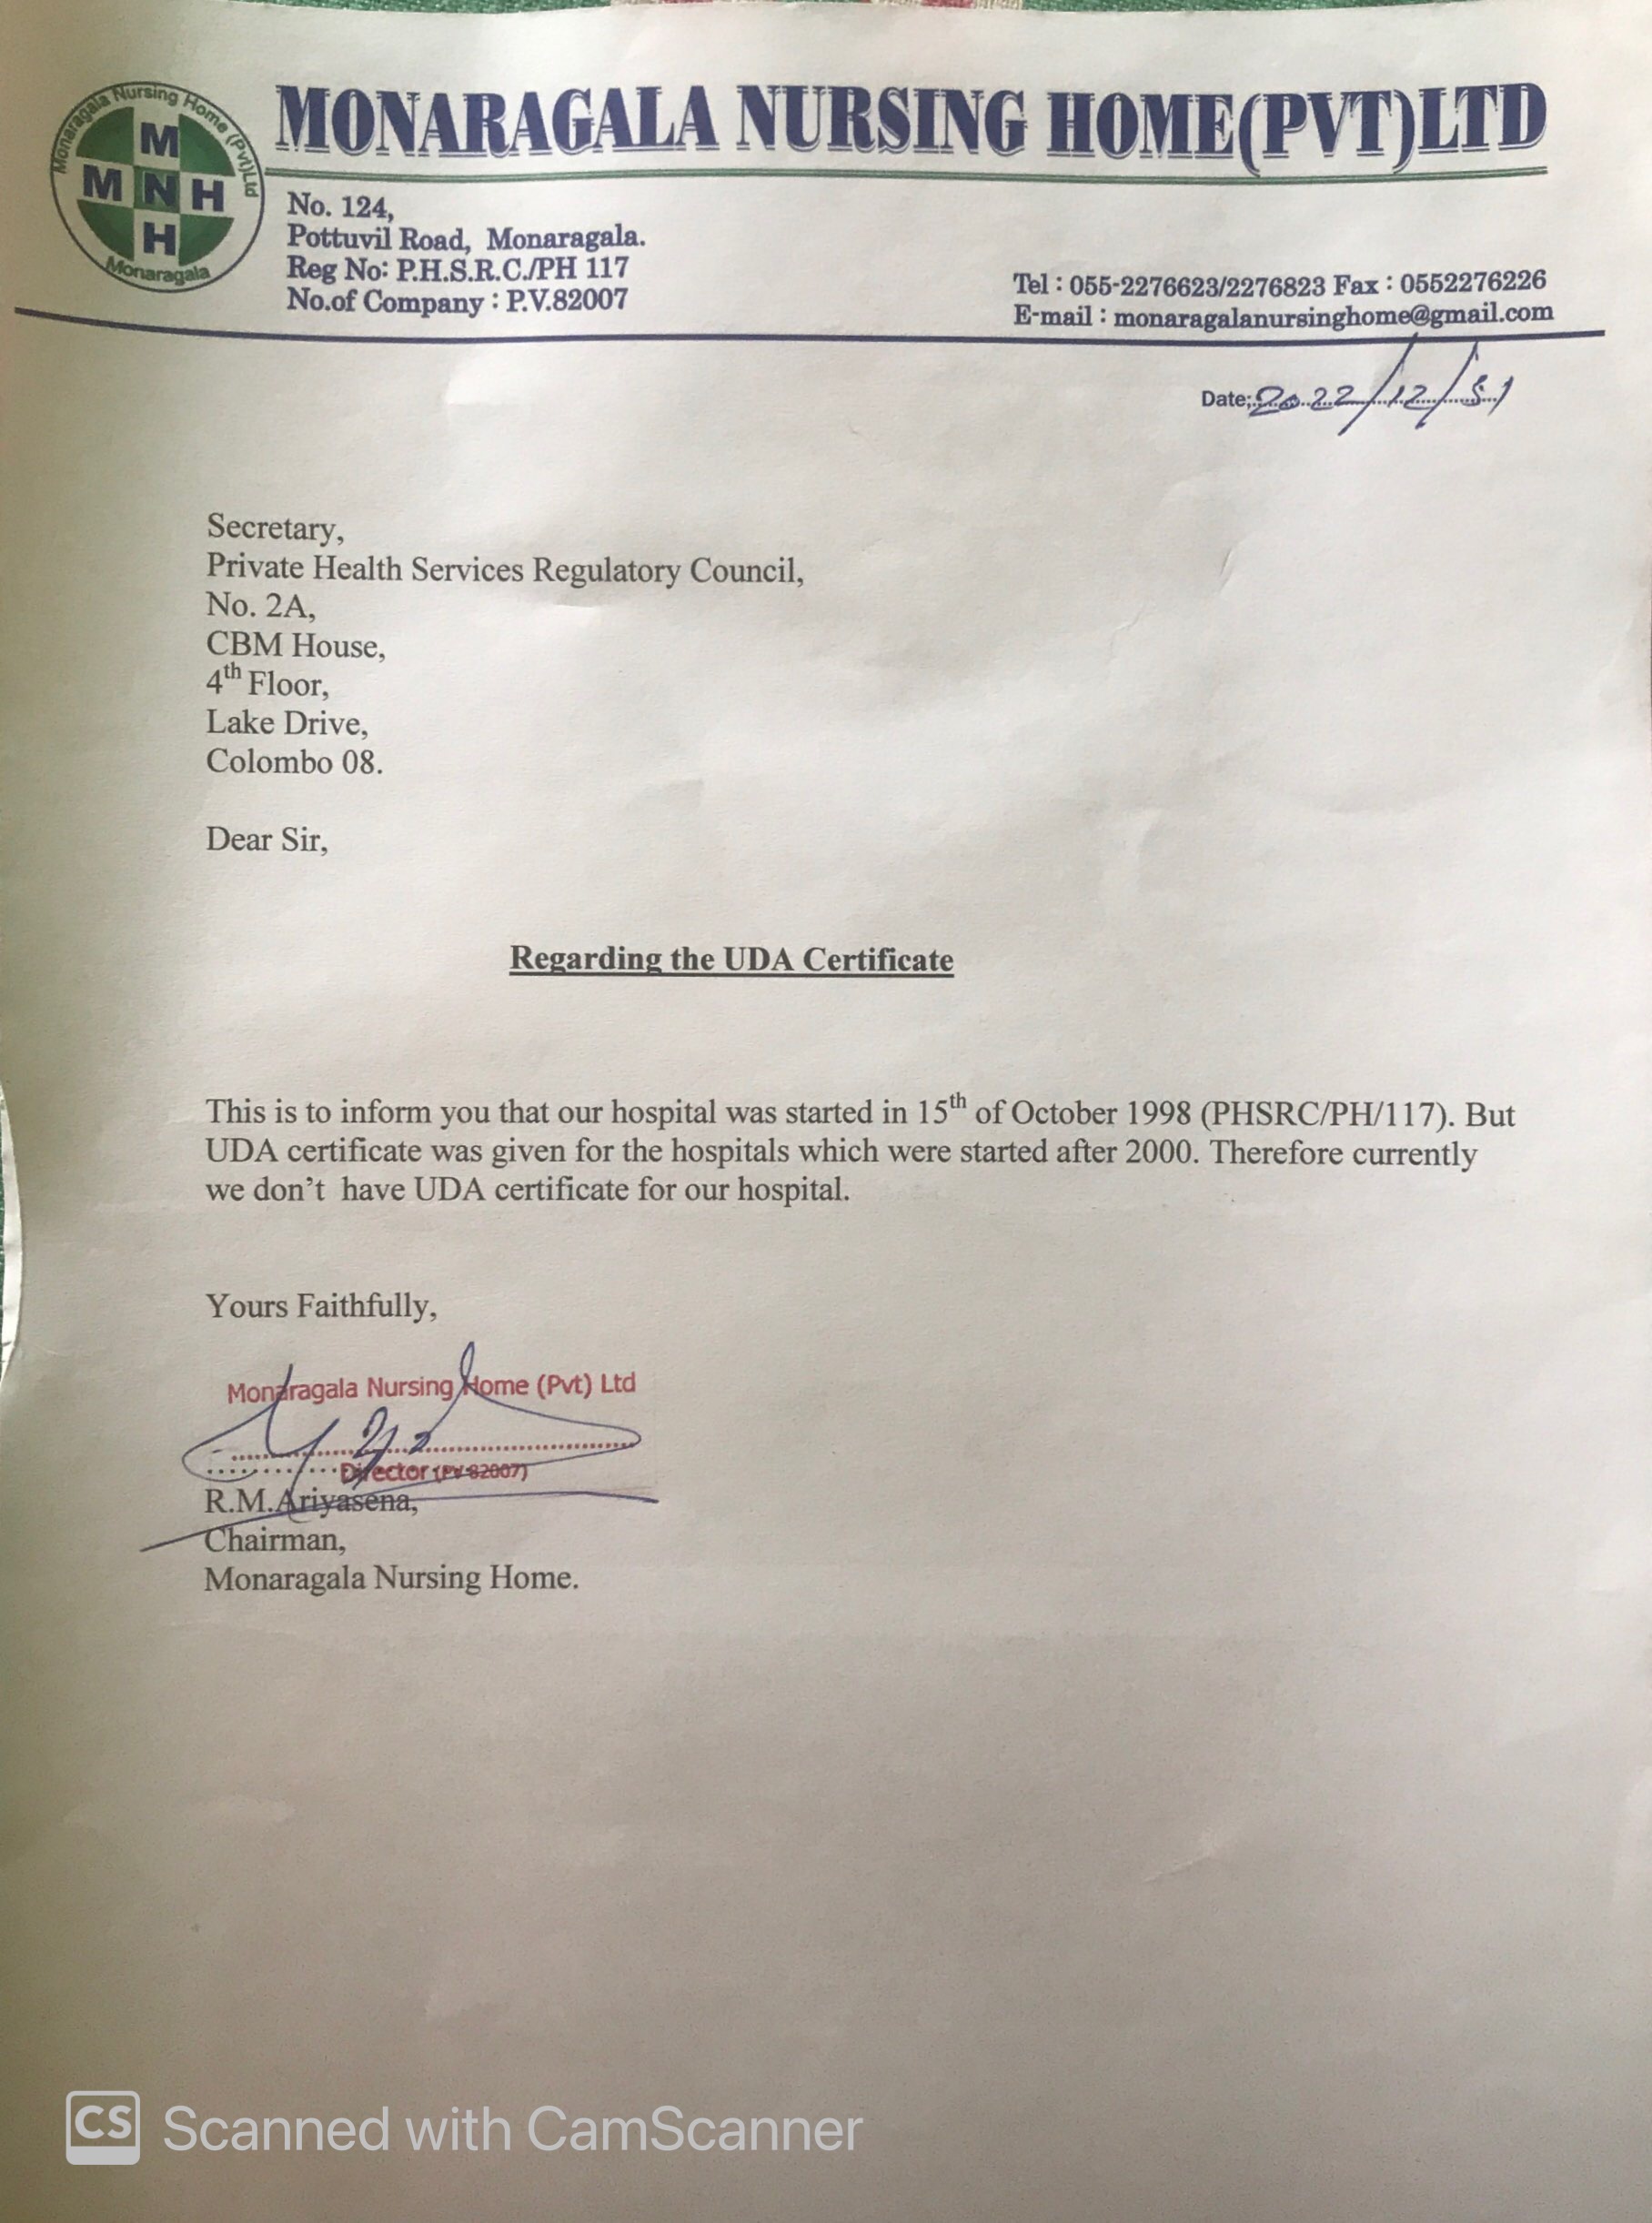 Monaragala Nursing Home (Pvt)Ltd
M
M N H
H
Monaragala
MONARAGALA NURSING HOME(PVT)LTD
No. 124,
Pottuvil Road, Monaragala.
Reg No: P.H.S.R.C./PH 117
No.of Company : P.V.82007
Tel : 055-2276623/2276823 Fax : 0552276226
E-mail : monaragalanursinghome@gmail.com
Date; 2022/12/31
Secretary,
Private Health Services Regulatory Council,
No. 2A,
CBM House,
4th Floor,
Lake Drive,
Colombo 08.
Dear Sir,
Regarding the UDA Certificate
This is to inform you that our hospital was started in 15th of October 1998 (PHSRC/PH/117). But
UDA certificate was given for the hospitals which were started after 2000. Therefore currently
we don’t have UDA certificate for our hospital.
Yours Faithfully,
Monaragala Nursing Home (Pvt) Ltd
Director (PV 82007)
R.M.Ariyasena,
Chairman,
Monaragala Nursing Home.
CS Scanned with CamScanner